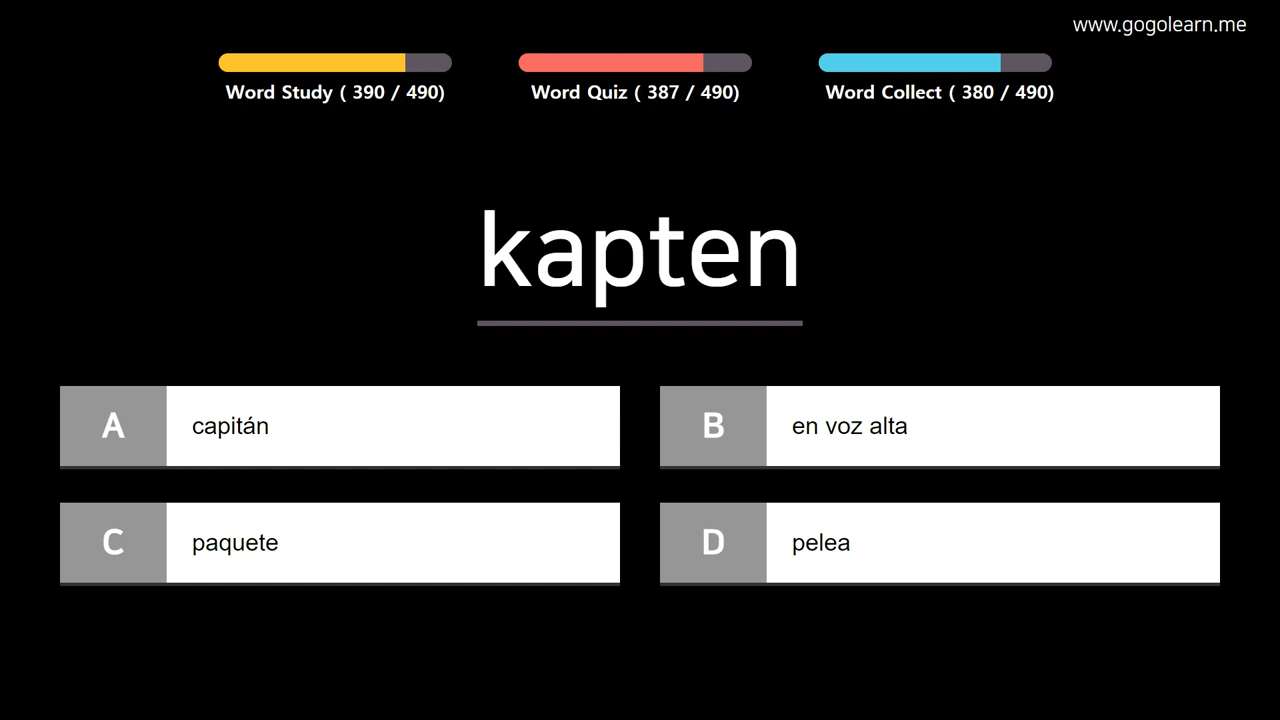 www.gogolearn.me
Word Study ( 390 / 490)
Word Quiz ( 387 / 490)
Word Collect ( 380 / 490)
kapten
A capitán
B en voz alta
C paquete
D pelea